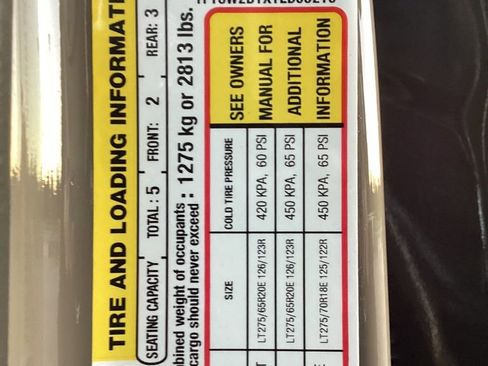 TIRE AND LOADING INFORMATI
SEATING CAPACITY TOTAL: 5 FRONT: 2 REAR: 3
bined weight of occupants
cargo should never exceed : 1275 kg or 2813 lbs.
SIZE COLD TIRE PRESSURE
LT275/65R20E 126/123R 420 KPA, 60 PSI
LT275/65R20E 126/123R 450 KPA, 65 PSI
LT275/70R18E 125/122R 450 KPA, 65 PSI
SEE OWNERS
MANUAL FOR
ADDITIONAL
INFORMATION